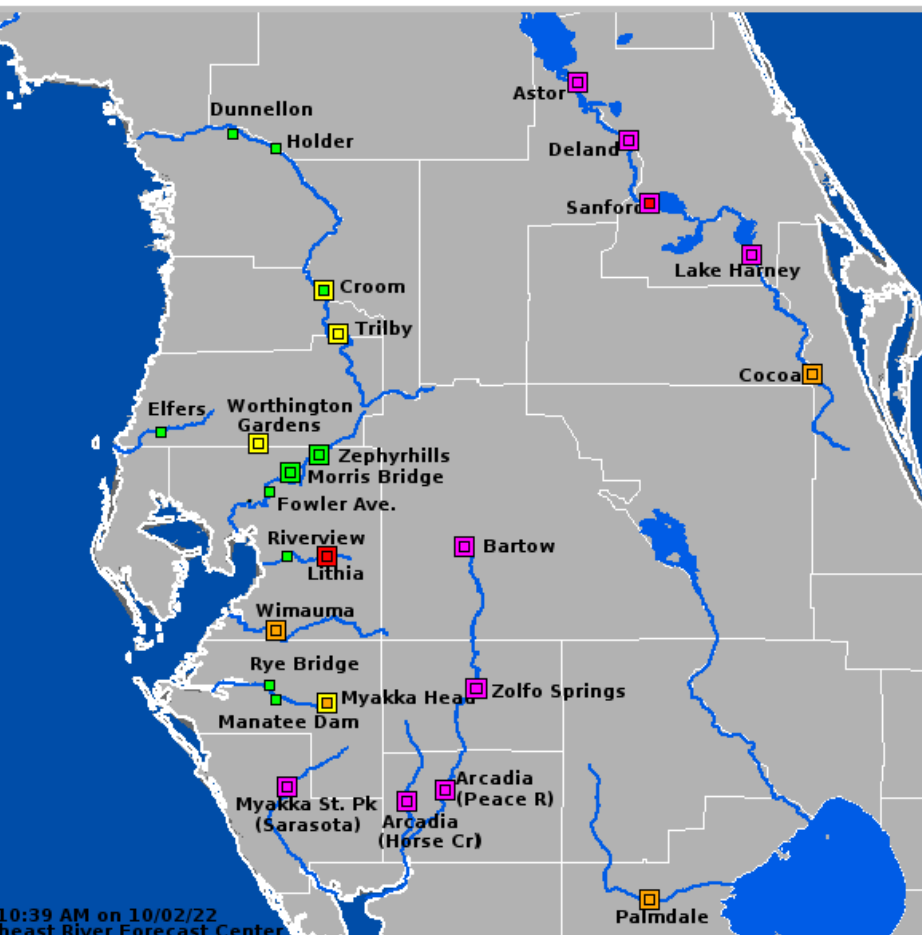 Astor
Dunnellon
Holder
Deland
Sanford
Lake Harney
Croom
Trilby
Cocoa
Elfers
Worthington
Gardens
Zephyrhills
Morris Bridge
Fowler Ave.
Riverview
Lithia
Bartow
Wimauma
Rye Bridge
Zolfo Springs
Myakka Head
Manatee Dam
Arcadia
(Peace R)
Myakka St. Pk
(Sarasota)
Arcadia
(Horse Cr)
10:39 AM on 10/02/22
Palmdale
River Forecast Center